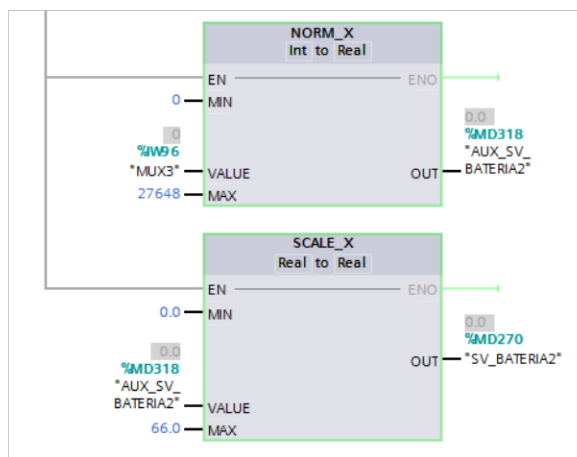 NORM_X
Int to Real
EN
ENO
0
MIN
0
%IW96
"MUX3"
VALUE
27648
MAX
0.0
%MD318
"AUX_SV_
BATERIA2"
OUT
SCALE_X
Real to Real
EN
ENO
0.0
MIN
0.0
%MD270
OUT
"SV_BATERIA2"
0.0
%MD318
"AUX_SV_
BATERIA2"
VALUE
66.0
MAX